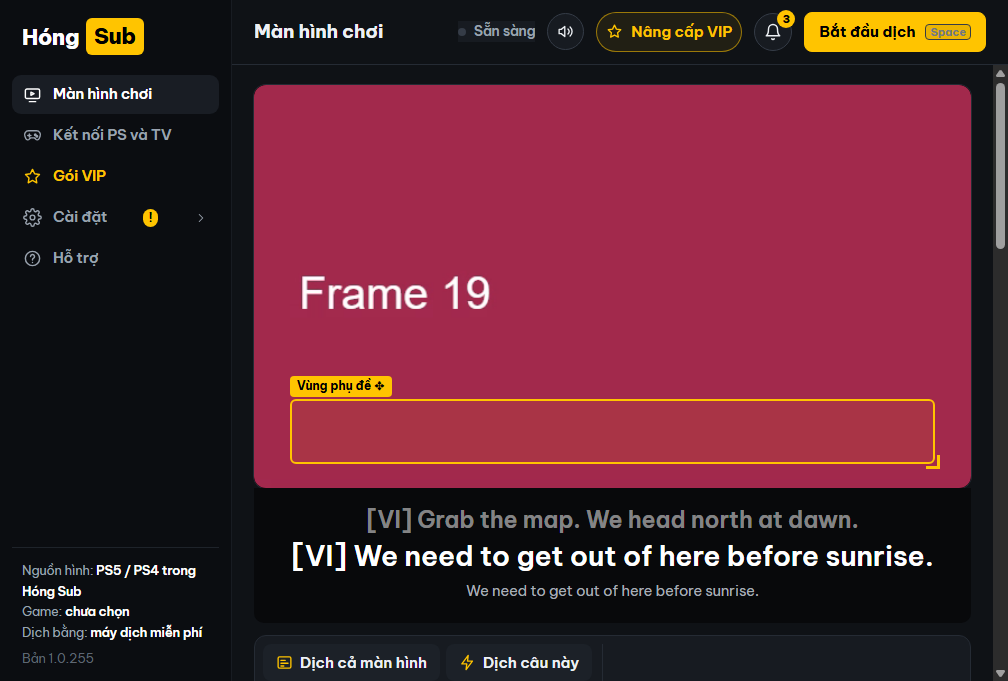 Hóng Sub
Màn hình chơi
Kết nối PS và TV
Gói VIP
Cài đặt
!
Hỗ trợ
Nguồn hình: PS5 / PS4 trong
Hóng Sub
Game: chưa chọn
Dịch bằng: máy dịch miễn phí
Bản 1.0.255
Màn hình chơi
Sẵn sàng
Nâng cấp VIP
3
Bắt đầu dịch Space
Frame 19
Vùng phụ đề
[VI] Grab the map. We head north at dawn.
[VI] We need to get out of here before sunrise.
We need to get out of here before sunrise.
Dịch cả màn hình
Dịch câu này